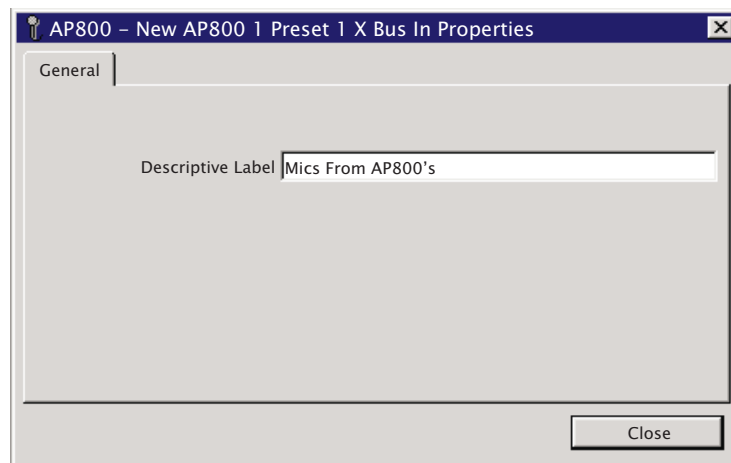 AP800 – New AP800 1 Preset 1 X Bus In Properties
General
Descriptive Label Mics From AP800's
Close